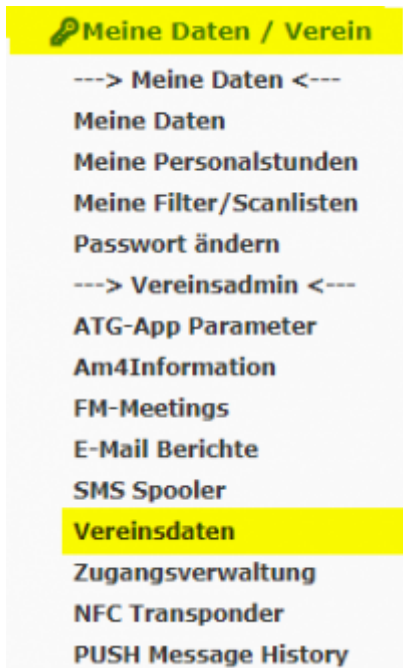 Meine Daten / Verein
---> Meine Daten <---
Meine Daten
Meine Personalstunden
Meine Filter/Scanlisten
Passwort ändern
---> Vereinsadmin <---
ATG-App Parameter
Am4Information
FM-Meetings
E-Mail Berichte
SMS Spooler
Vereinsdaten
Zugangsverwaltung
NFC Transponder
PUSH Message History